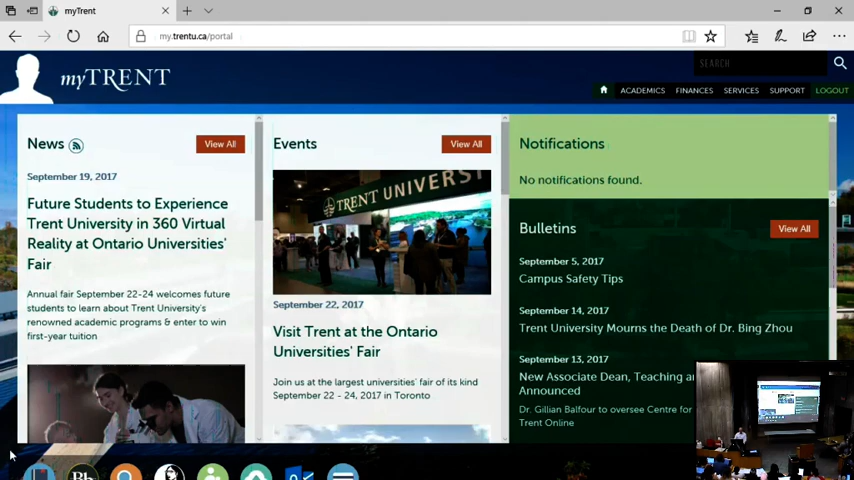 myTrent
my.trentu.ca/portal
myTRENT
SEARCH
ACADEMICS FINANCES SERVICES SUPPORT LOGOUT
News
View All
September 19, 2017
Future Students to Experience
Trent University in 360 Virtual
Reality at Ontario Universities'
Fair
Annual fair September 22-24 welcomes future
students to learn about Trent University's
renowned academic programs & enter to win
first-year tuition
Events
View All
TRENT UNIVERSI
September 22, 2017
Visit Trent at the Ontario
Universities' Fair
Join us at the largest universities' fair of its kind
September 22 - 24, 2017 in Toronto
Notifications
No notifications found.
Bulletins
View All
September 5, 2017
Campus Safety Tips
September 14, 2017
Trent University Mourns the Death of Dr. Bing Zhou
September 13, 2017
New Associate Dean, Teaching an
Announced
Dr. Gillian Balfour to oversee Centre for
Trent Online
Bb